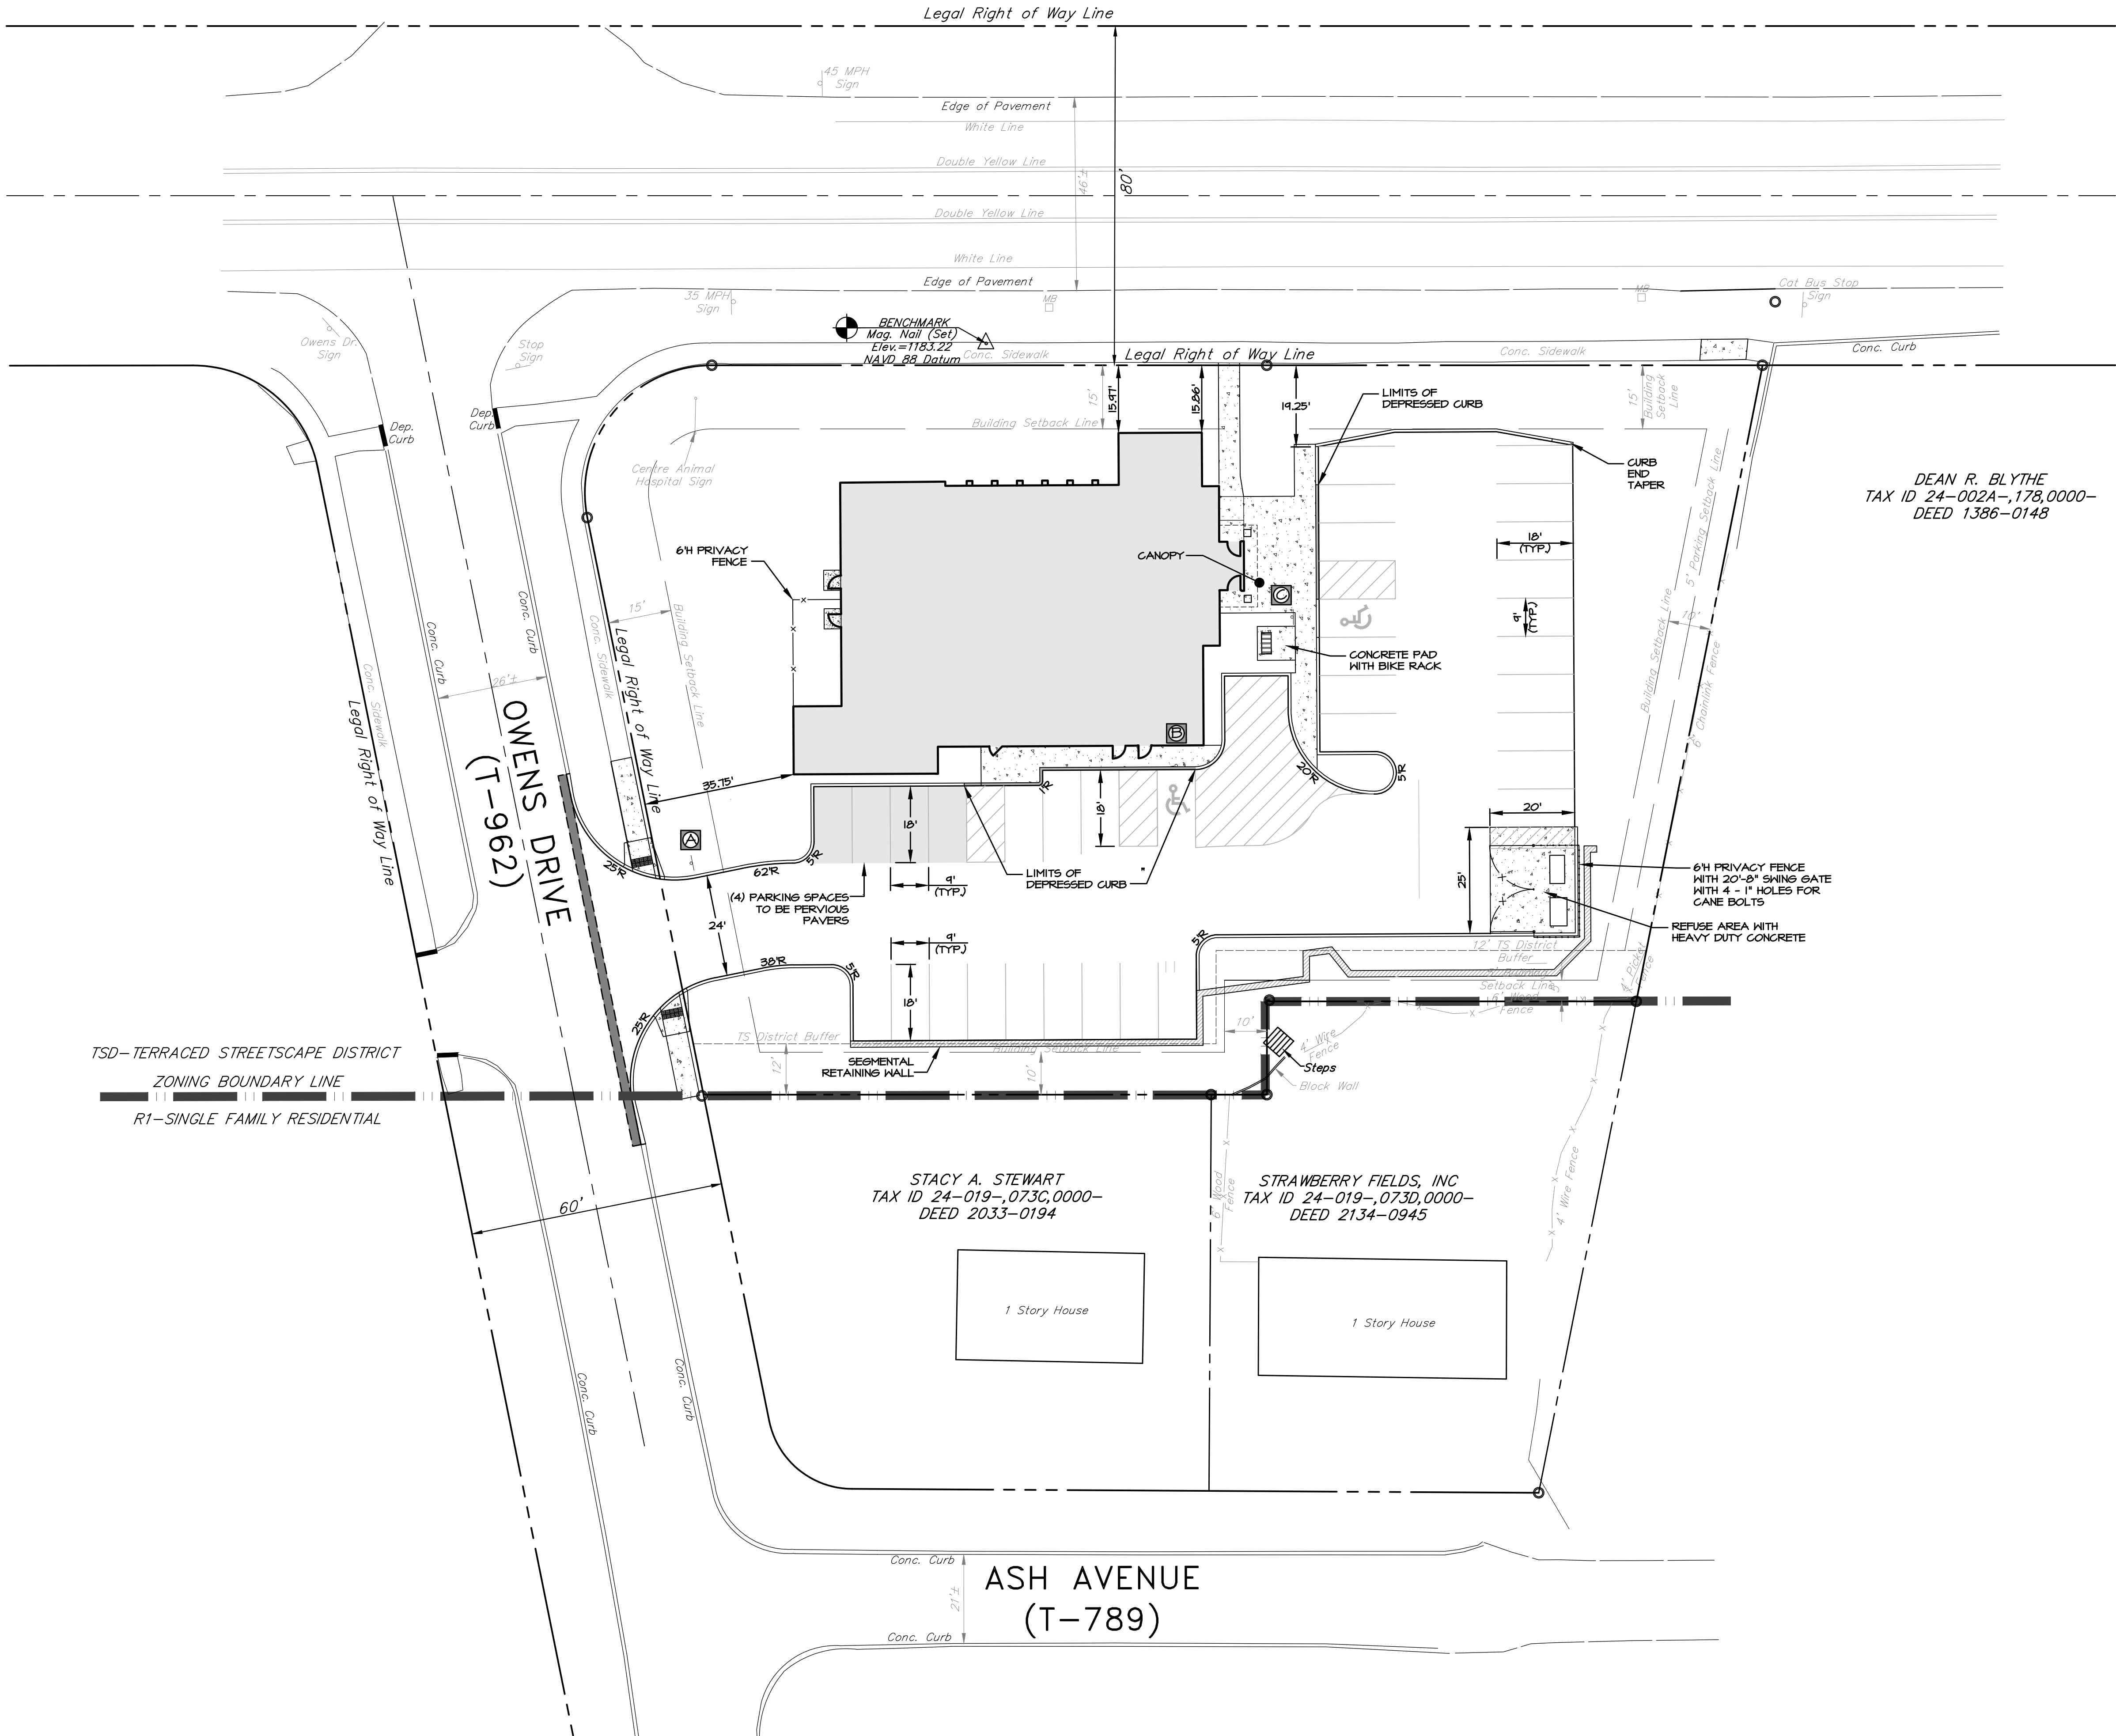 Legal Right of Way Line
45 MPH
Sign
Edge of Pavement
White Line
Double Yellow Line
46'±
80'
Double Yellow Line
White Line
Edge of Pavement
35 MPH
Sign
MB
MB
Cat Bus Stop
Sign
Owens Dr.
Sign
Stop
Sign
BENCHMARK
Mag. Nail (Set)
Elev.=1183.22
NAVD 88 Datum
Conc. Sidewalk
Legal Right of Way Line
Conc. Sidewalk
Conc. Curb
15'
15.97'
15.86'
19.25'
LIMITS OF
DEPRESSED CURB
15'
Building
Setback
Line
Dep.
Curb
Dep.
Curb
Building Setback Line
Centre Animal
Hospital Sign
CURB
END
TAPER
DEAN R. BLYTHE
TAX ID 24-002A-,178,0000-
DEED 1386-0148
6'H PRIVACY
FENCE
CANOPY
C
18'
(TYP.)
9'
(TYP.)
5' Parking Setback Line
Building Setback Line
10'
6' Chainlink Fence
CONCRETE PAD
WITH BIKE RACK
Conc. Curb
Conc. Sidewalk
15'
Building Setback Line
Legal Right of Way Line
Conc. Curb
Conc. Sidewalk
26'±
Legal Right of Way Line
OWENS DRIVE
(T-962)
B
35.75'
A
25'R
62'R
5'R
18'
9'
(TYP.)
1'R
18'
20'R
5'R
LIMITS OF
DEPRESSED CURB
"
(4) PARKING SPACES
TO BE PERVIOUS
PAVERS
20'
25'
6'H PRIVACY FENCE
WITH 20'-8" SWING GATE
WITH 4 - 1" HOLES FOR
CANE BOLTS
REFUSE AREA WITH
HEAVY DUTY CONCRETE
24'
9'
(TYP.)
38'R
5'R
18'
5'R
25'R
12' TS District
Buffer
Setback Line
6' Wood
Fence
5'
4' Picket
Fence
TS District Buffer
12'
SEGMENTAL
RETAINING WALL
Building Setback Line
10'
10'
4' Wire
Fence
Steps
Block Wall
TSD-TERRACED STREETSCAPE DISTRICT
ZONING BOUNDARY LINE
R1-SINGLE FAMILY RESIDENTIAL
60'
STACY A. STEWART
TAX ID 24-019-,073C,0000-
DEED 2033-0194
6' Wood
Fence
STRAWBERRY FIELDS, INC
TAX ID 24-019-,073D,0000-
DEED 2134-0945
4' Wire Fence
1 Story House
1 Story House
Conc. Curb
Conc. Curb
Conc. Curb
21'±
ASH AVENUE
(T-789)
Conc. Curb